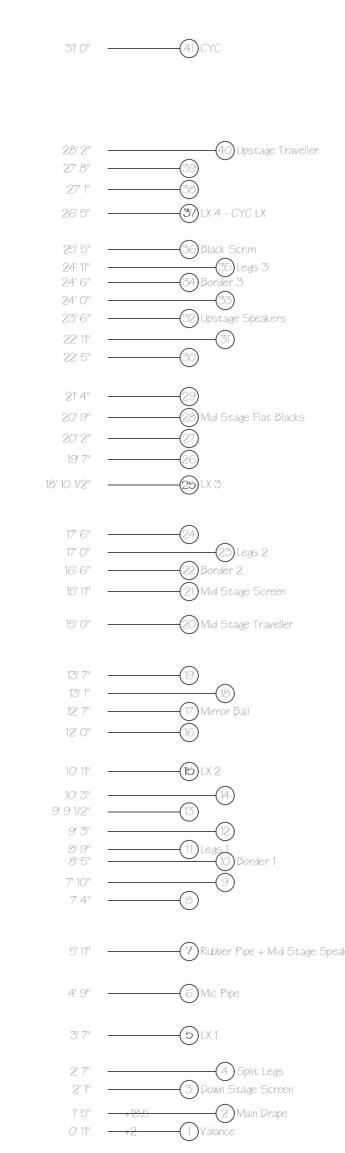 31' 0" 41 CYC
28' 2" 40 Upstage Traveller
27' 8" 39
27' 1" 38
26' 5" 37 LX 4 - CYC LX
25' 5" 36 Black Scrim
24' 11" 35 Legs 3
24' 6" 34 Border 3
24' 0" 33
23' 6" 32 Upstage Speakers
22' 11" 31
22' 5" 30
21' 4" 29
20' 9" 28 Mid Stage Flat Blacks
20' 2" 27
19' 7" 26
18' 10 1/2" 25 LX 3
17' 6" 24
17' 0" 23 Legs 2
16' 6" 22 Border 2
15' 11" 21 Mid Stage Screen
15' 0" 20 Mid Stage Traveller
13' 7" 19
13' 1" 18
12' 7" 17 Mirror Ball
12' 0" 16
10' 11" 15 LX 2
10' 3" 14
9' 9 1/2" 13
9' 3" 12
8' 9" 11 Legs 1
8' 5" 10 Border 1
7' 10" 9
7' 4" 8
5' 11" 7 Rubber Pipe + Mid Stage Speak
4' 9" 6 Mic Pipe
3' 7" 5 LX 1
2' 7" 4 Split Legs
2' 1" 3 Down Stage Screen
1' 5" +18.5 2 Main Drape
0' 11" +2 1 Valance